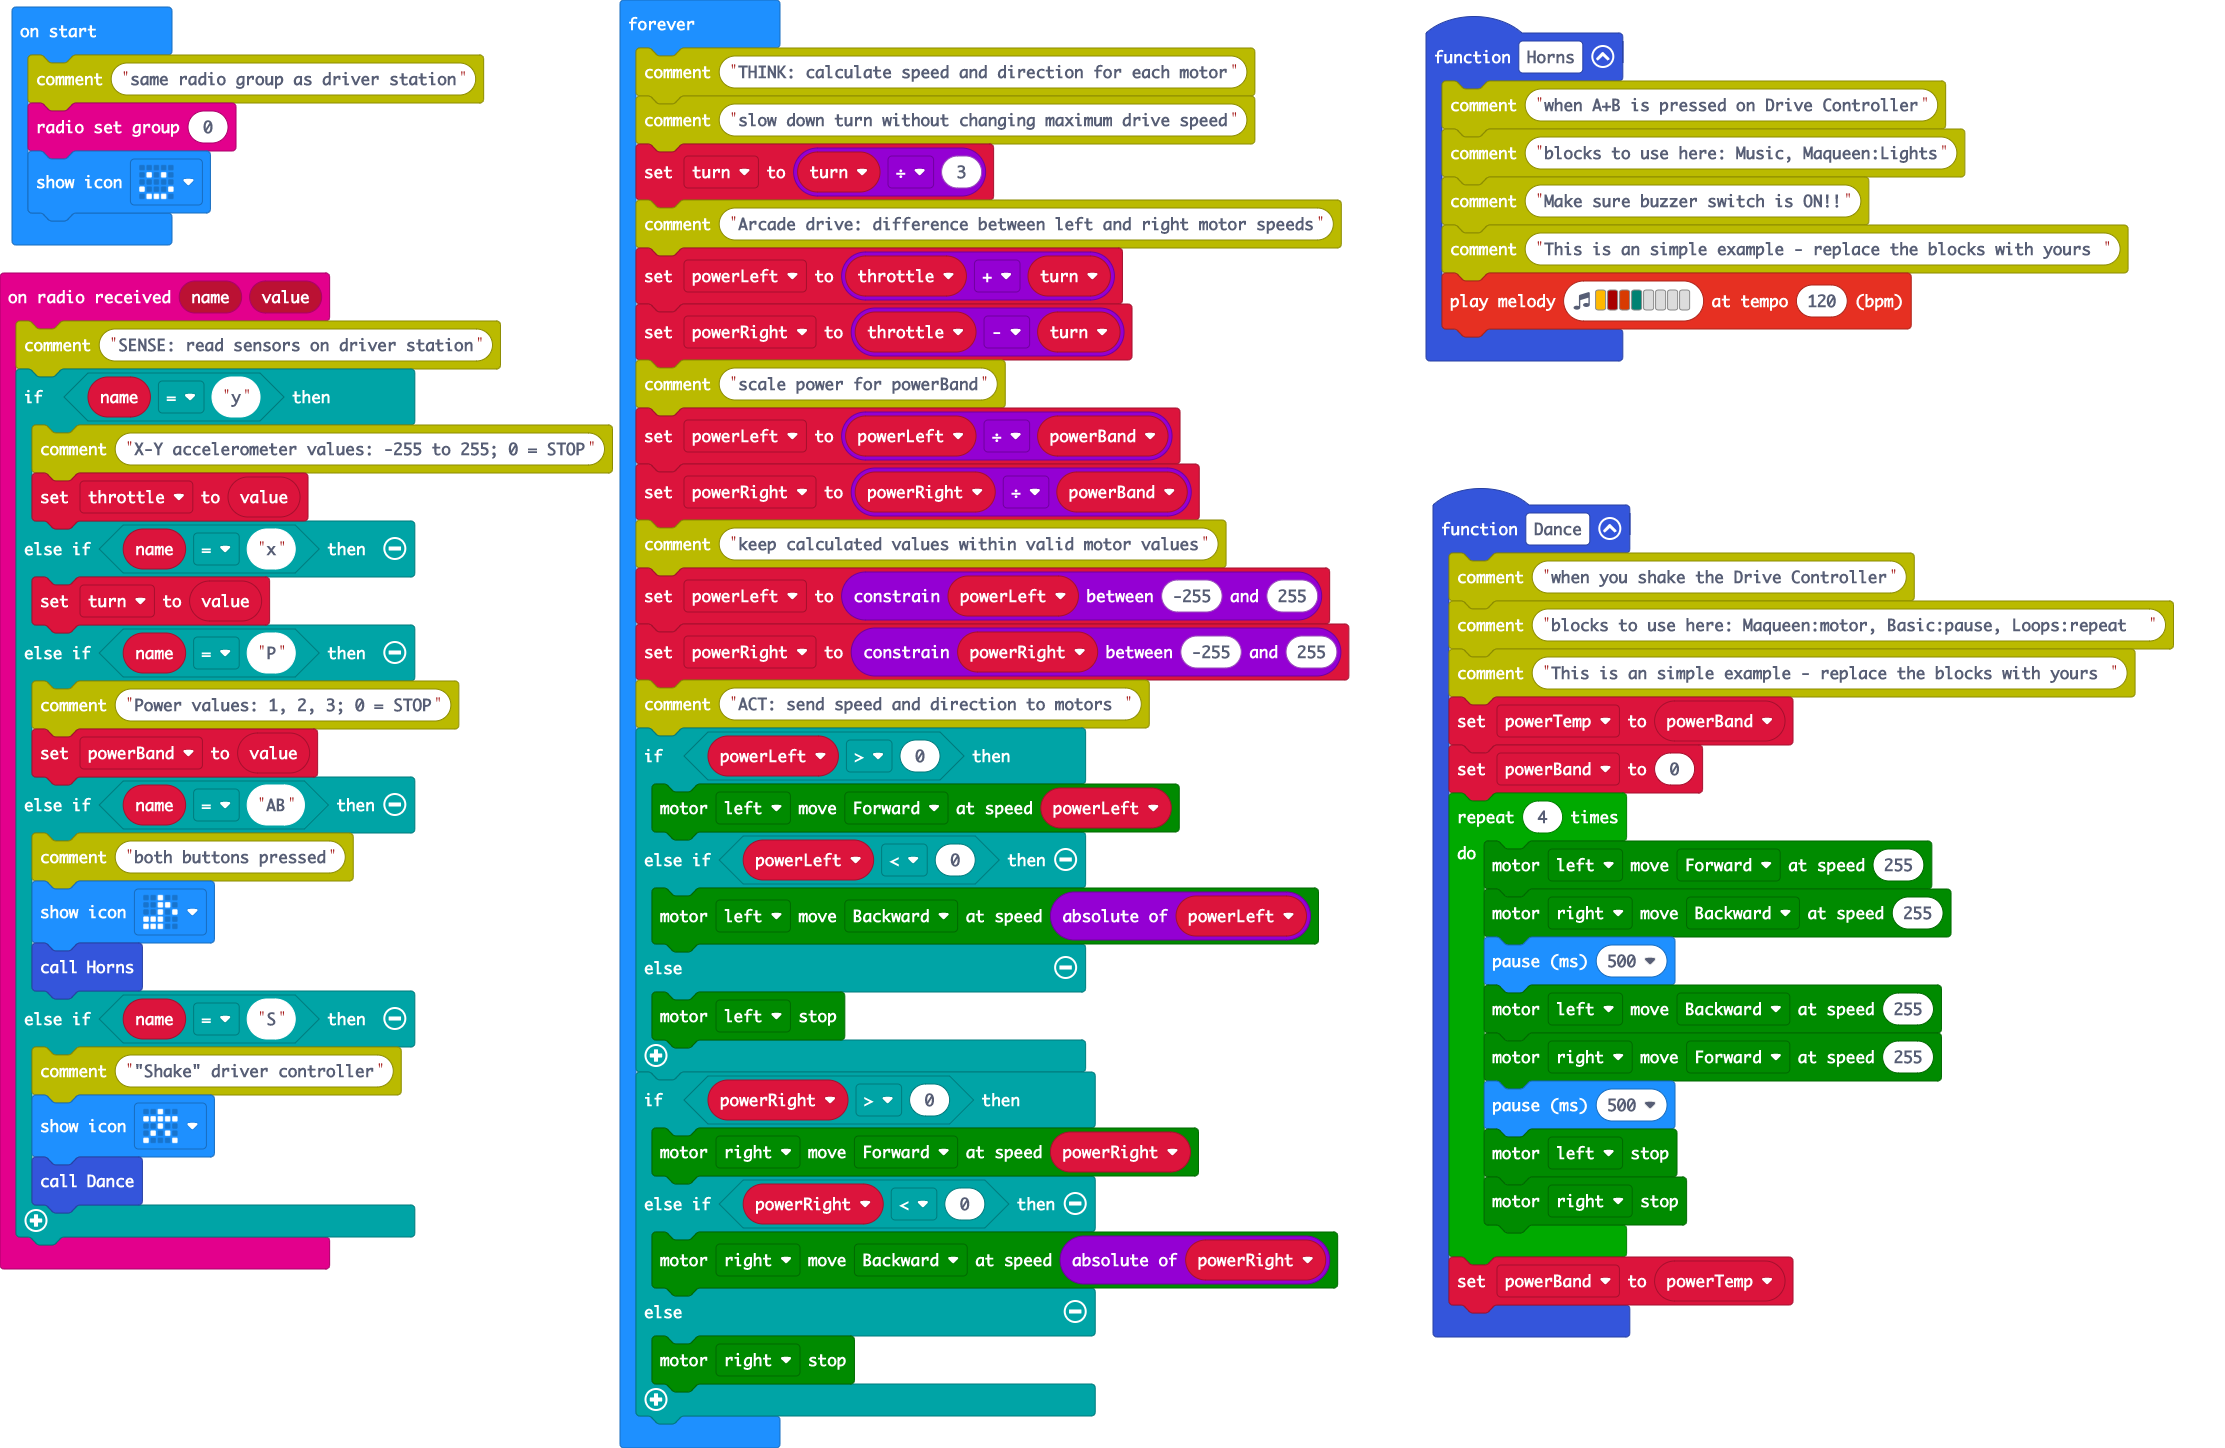 on start
comment "same radio group as driver station"
radio set group 0
show icon
on radio received name value
comment "SENSE: read sensors on driver station"
if name = "y" then
comment "X-Y accelerometer values: -255 to 255; 0 = STOP"
set throttle to value
else if name = "x" then
set turn to value
else if name = "P" then
comment "Power values: 1, 2, 3; 0 = STOP"
set powerBand to value
else if name = "AB" then
comment "both buttons pressed"
show icon
call Horns
else if name = "S" then
comment ""Shake" driver controller"
show icon
call Dance
forever
comment "THINK: calculate speed and direction for each motor"
comment "slow down turn without changing maximum drive speed"
set turn to turn ÷ 3
comment "Arcade drive: difference between left and right motor speeds"
set powerLeft to throttle + turn
set powerRight to throttle - turn
comment "scale power for powerBand"
set powerLeft to powerLeft ÷ powerBand
set powerRight to powerRight ÷ powerBand
comment "keep calculated values within valid motor values"
set powerLeft to constrain powerLeft between -255 and 255
set powerRight to constrain powerRight between -255 and 255
comment "ACT: send speed and direction to motors "
if powerLeft > 0 then
motor left move Forward at speed powerLeft
else if powerLeft < 0 then
motor left move Backward at speed absolute of powerLeft
else
motor left stop
if powerRight > 0 then
motor right move Forward at speed powerRight
else if powerRight < 0 then
motor right move Backward at speed absolute of powerRight
else
motor right stop
function Horns
comment "when A+B is pressed on Drive Controller"
comment "blocks to use here: Music, Maqueen:Lights"
comment "Make sure buzzer switch is ON!!"
comment "This is an simple example - replace the blocks with yours "
play melody at tempo 120 (bpm)
function Dance
comment "when you shake the Drive Controller"
comment "blocks to use here: Maqueen:motor, Basic:pause, Loops:repeat "
comment "This is an simple example - replace the blocks with yours "
set powerTemp to powerBand
set powerBand to 0
repeat 4 times
do motor left move Forward at speed 255
motor right move Backward at speed 255
pause (ms) 500
motor left move Backward at speed 255
motor right move Forward at speed 255
pause (ms) 500
motor left stop
motor right stop
set powerBand to powerTemp